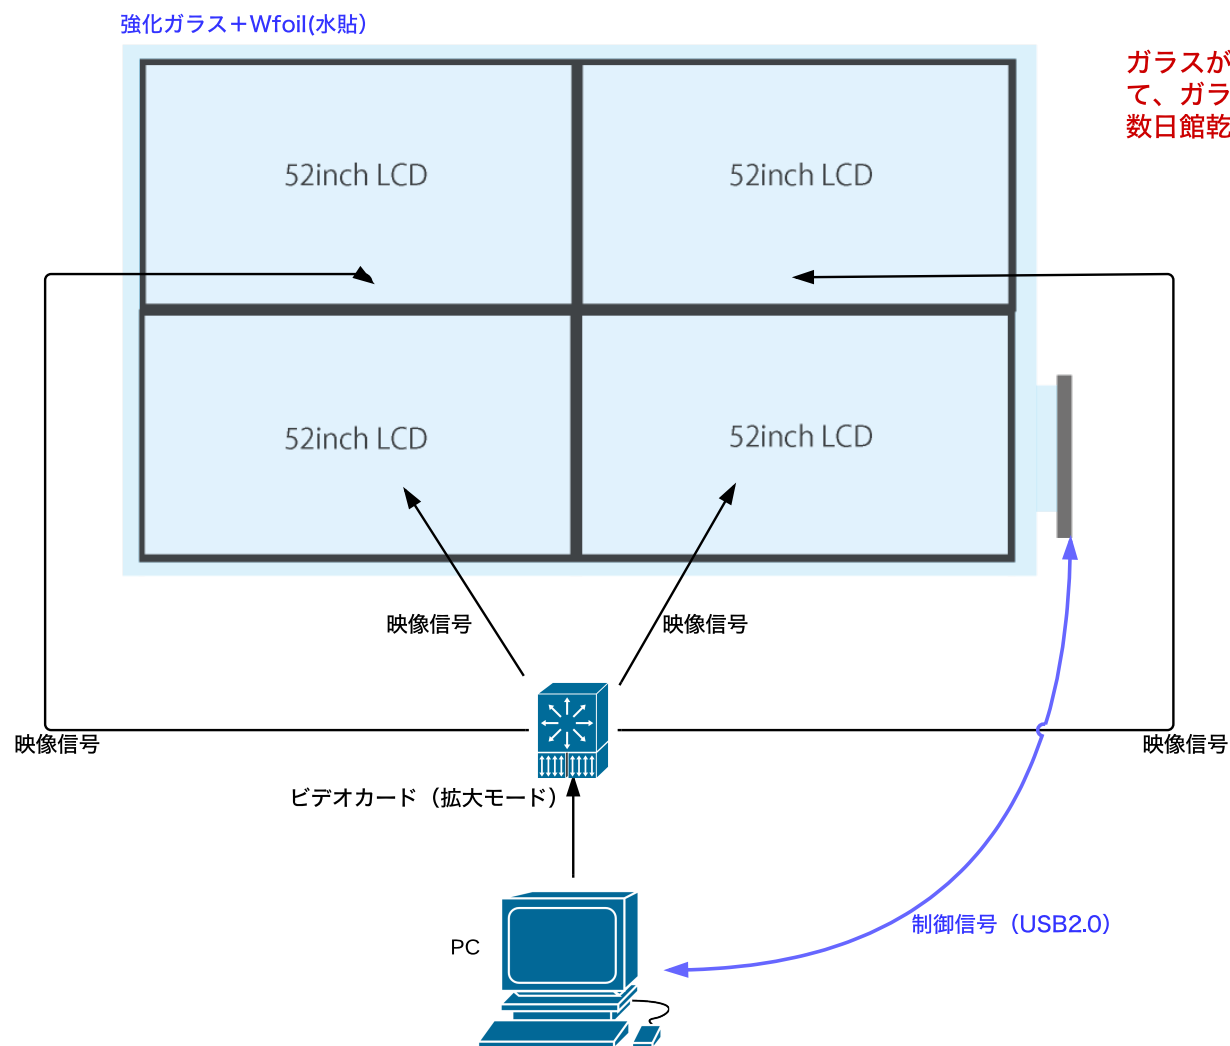 強化ガラス＋Wfoil(水貼）
ガラスが
て、ガラ
数日館乾
52inch LCD
52inch LCD
52inch LCD
52inch LCD
映像信号
映像信号
映像信号
映像信号
ビデオカード（拡大モード）
制御信号（USB2.0）
PC